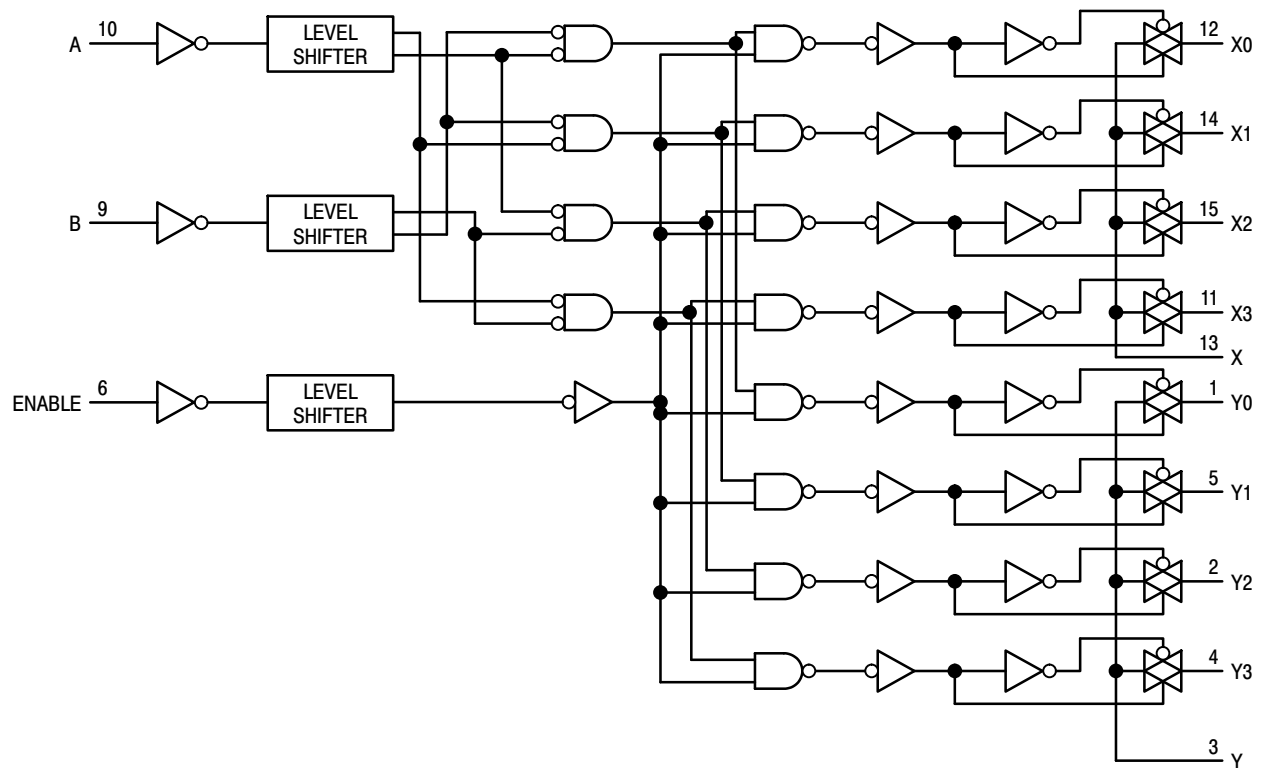 10
A
LEVEL
SHIFTER
12
X0
14
X1
9
B
LEVEL
SHIFTER
15
X2
11
X3
13
X
6
ENABLE
LEVEL
SHIFTER
1
Y0
5
Y1
2
Y2
4
Y3
3
Y